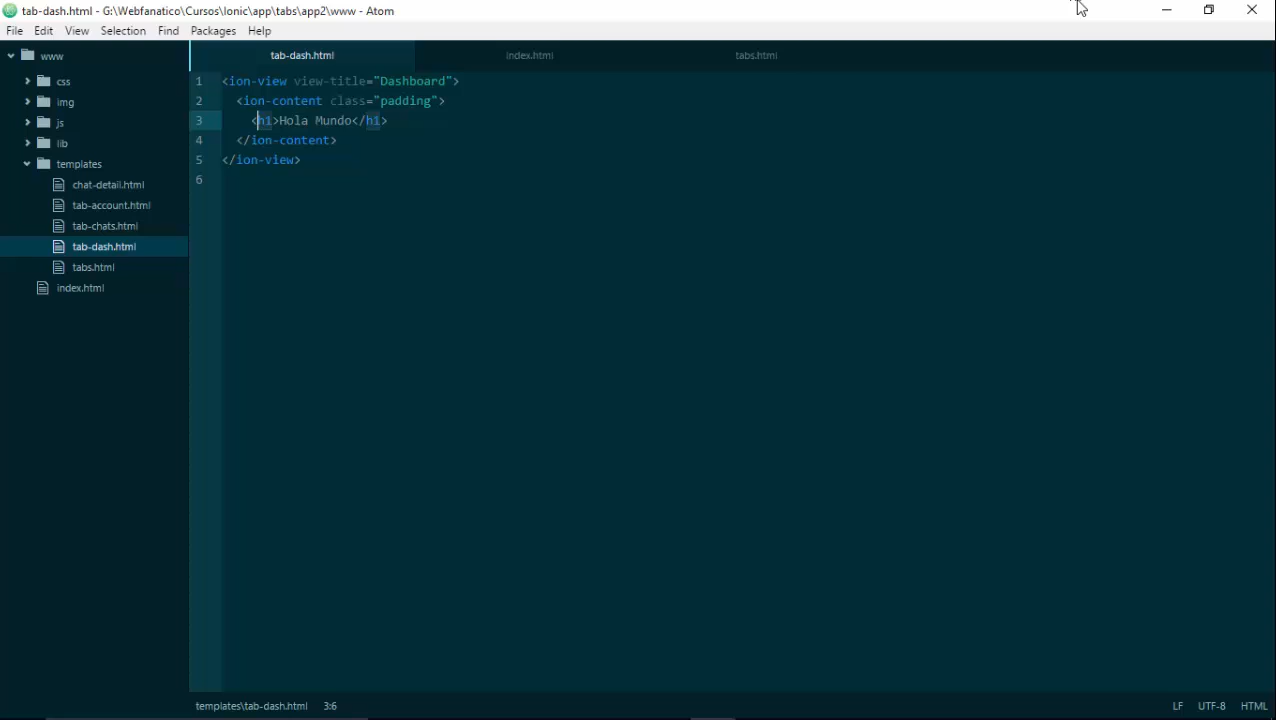 tab-dash.html - G:\Webfanatico\Cursos\Ionic\app\tabs\app2\www - Atom
File Edit View Selection Find Packages Help
www
css
img
js
lib
templates
chat-detail.html
tab-account.html
tab-chats.html
tab-dash.html
tabs.html
index.html
tab-dash.html index.html tabs.html
1 <ion-view view-title="Dashboard">
2 <ion-content class="padding">
3 <h1>Hola Mundo</h1>
4 </ion-content>
5 </ion-view>
6
templates\tab-dash.html 3:6 LF UTF-8 HTML